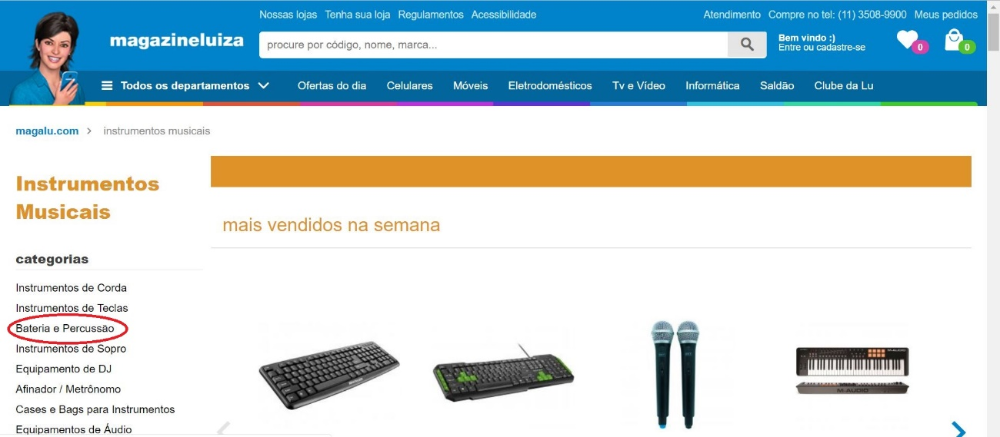 Nossas lojas Tenha sua loja Regulamentos Acessibilidade Atendimento Compre no tel: (11) 3508-9900 Meus pedidos
magazineluiza
procure por código, nome, marca...
Bem vindo :)
Entre ou cadastre-se
0
0
Todos os departamentos Ofertas do dia Celulares Móveis Eletrodomésticos Tv e Vídeo Informática Saldão Clube da Lu
magalu.com > instrumentos musicais
Instrumentos
Musicais
mais vendidos na semana
categorias
Instrumentos de Corda
Instrumentos de Teclas
Bateria e Percussão
Instrumentos de Sopro
Equipamento de DJ
Afinador / Metrônomo
Cases e Bags para Instrumentos
Equipamentos de Áudio
M-AUDIO
M-AUDIO